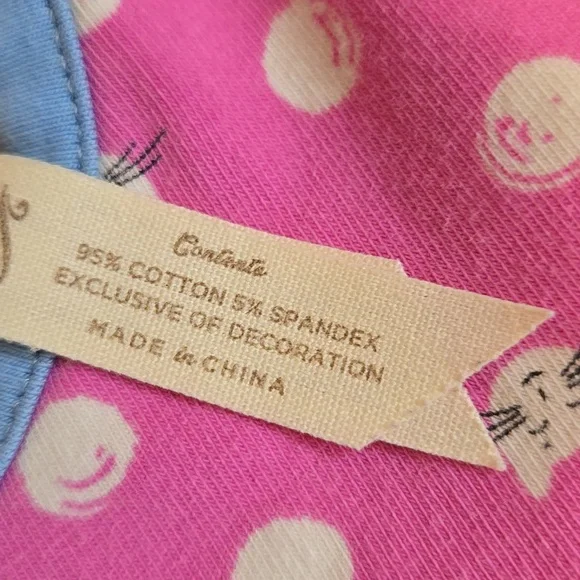 Contents
95% COTTON 5% SPANDEX
EXCLUSIVE OF DECORATION
MADE in CHINA